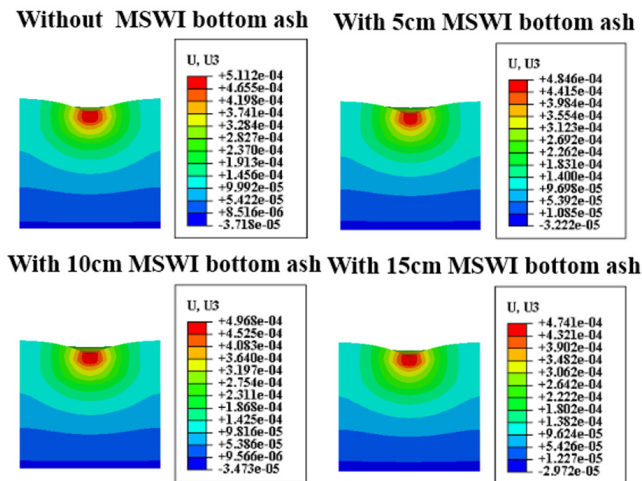 Without MSWI bottom ash
U, U3
+5.112e-04
+4.655e-04
+4.198e-04
+3.741e-04
+3.284e-04
+2.827e-04
+2.370e-04
+1.913e-04
+1.456e-04
+9.992e-05
+5.422e-05
+8.516e-06
-3.718e-05
With 5cm MSWI bottom ash
U, U3
+4.846e-04
+4.415e-04
+3.984e-04
+3.554e-04
+3.123e-04
+2.692e-04
+2.262e-04
+1.831e-04
+1.400e-04
+9.698e-05
+5.392e-05
+1.085e-05
-3.222e-05
With 10cm MSWI bottom ash
U, U3
+4.968e-04
+4.525e-04
+4.083e-04
+3.640e-04
+3.197e-04
+2.754e-04
+2.311e-04
+1.868e-04
+1.425e-04
+9.816e-05
+5.386e-05
+9.566e-06
-3.473e-05
With 15cm MSWI bottom ash
U, U3
+4.741e-04
+4.321e-04
+3.902e-04
+3.482e-04
+3.062e-04
+2.642e-04
+2.222e-04
+1.802e-04
+1.382e-04
+9.624e-05
+5.426e-05
+1.227e-05
-2.972e-05